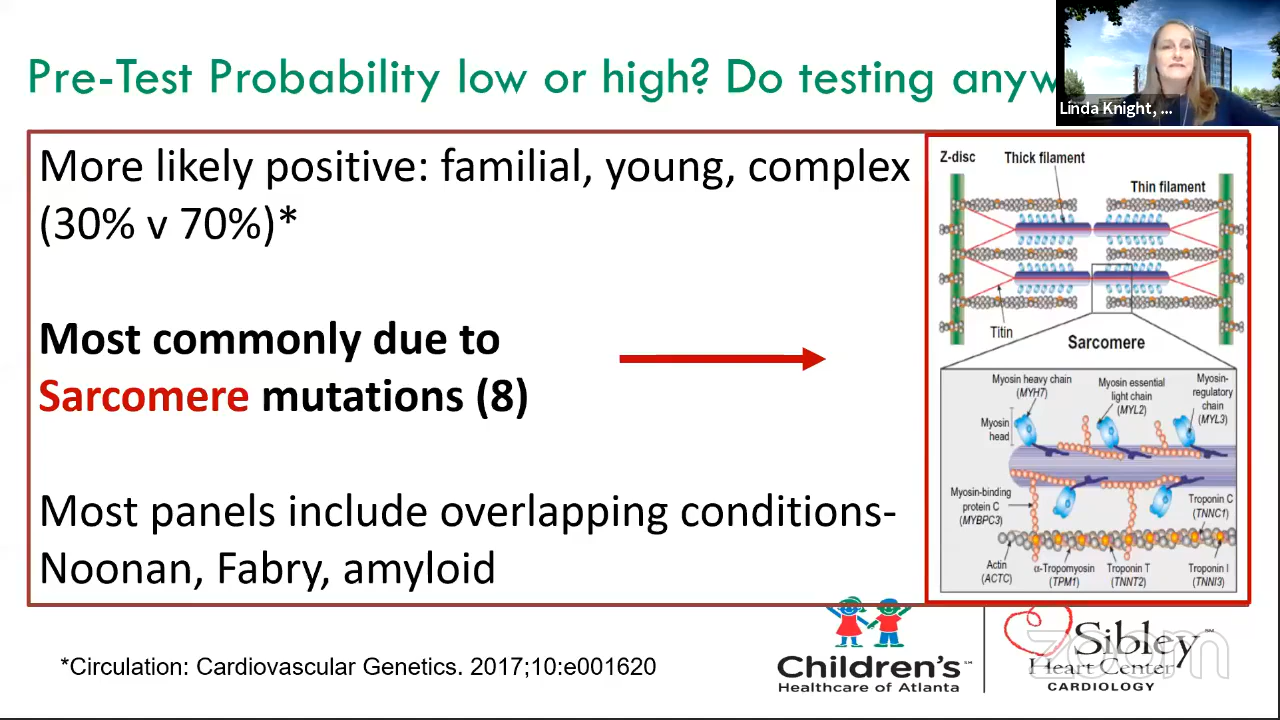 Pre-Test Probability low or high? Do testing anyw
Linda Knight, ...
More likely positive: familial, young, complex
(30% v 70%)*
Most commonly due to
Sarcomere mutations (8)
Most panels include overlapping conditions-
Noonan, Fabry, amyloid
Z-disc
Thick filament
Thin filament
Titin
Sarcomere
Myosin heavy chain
(MYH7)
Myosin essential
light chain
(MYL2)
Myosin-
regulatory
chain
(MYL3)
Myosin
head
Myosin-binding
protein C
(MYBPC3)
Troponin C
(TNNC1)
Actin
(ACTC)
α-Tropomyosin
(TPM1)
Troponin T
(TNNT2)
Troponin I
(TNNI3)
*Circulation: Cardiovascular Genetics. 2017;10:e001620
Children's℠
Healthcare of Atlanta
Sibley℠
Heart Center
CARDIOLOGY
zoom